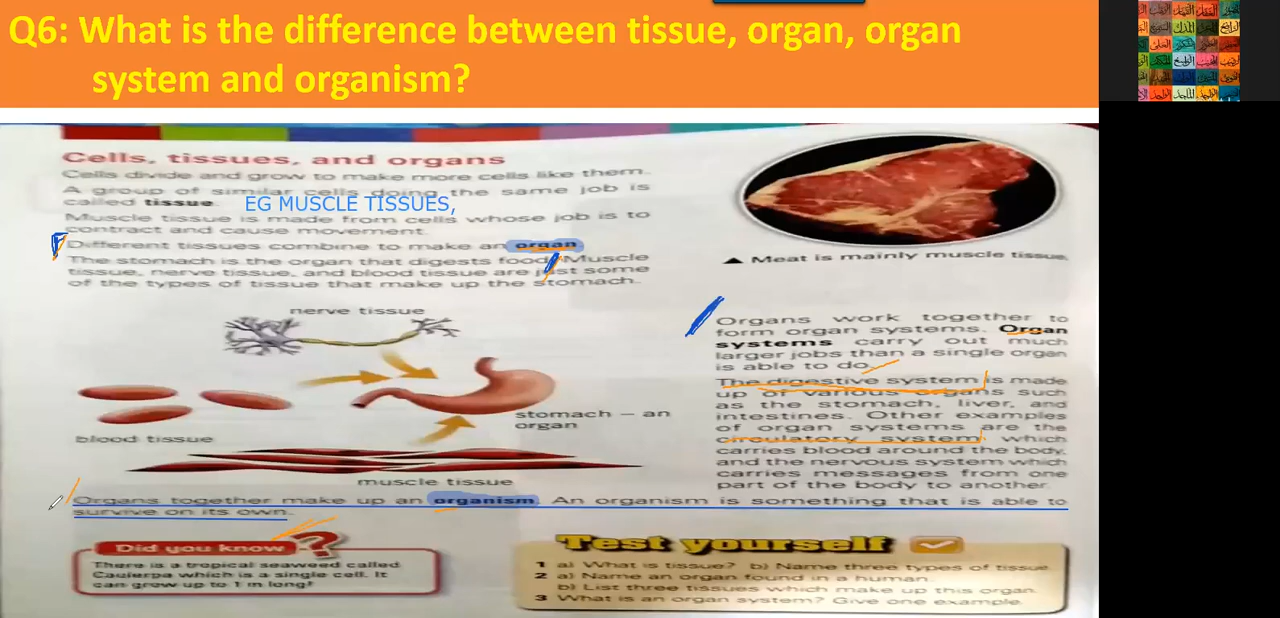 Q6: What is the difference between tissue, organ, organ
system and organism?
Cells, tissues, and organs
Cells divide and grow to make more cells like them.
A group of similar cells doing the same job is
called tissue.
EG MUSCLE TISSUES,
Muscle tissue is made from cells whose job is to
contract and cause movement.
Different tissues combine to make an organ
The stomach is the organ that digests food. Muscle
tissue, nerve tissue, and blood tissue are just some
of the types of tissue that make up the stomach.
nerve tissue
blood tissue
stomach – an
organ
muscle tissue
▲ Meat is mainly muscle tissue.
Organs work together to
form organ systems. Organ
systems carry out much
larger jobs than a single organ
is able to do.
The digestive system is made
up of various organs such
as the stomach, liver, and
intestines. Other examples
of organ systems are the
circulatory system, which
carries blood around the body,
and the nervous system which
carries messages from one
part of the body to another.
Organs together make up an organism. An organism is something that is able to
survive on its own.
Did you know ?
There is a tropical seaweed called
Caulerpa which is a single cell. It
can grow up to 1 m long!
Test yourself
1 a) What is tissue? b) Name three types of tissue.
2 a) Name an organ found in a human.
b) List three tissues which make up this organ.
3 What is an organ system? Give one example.